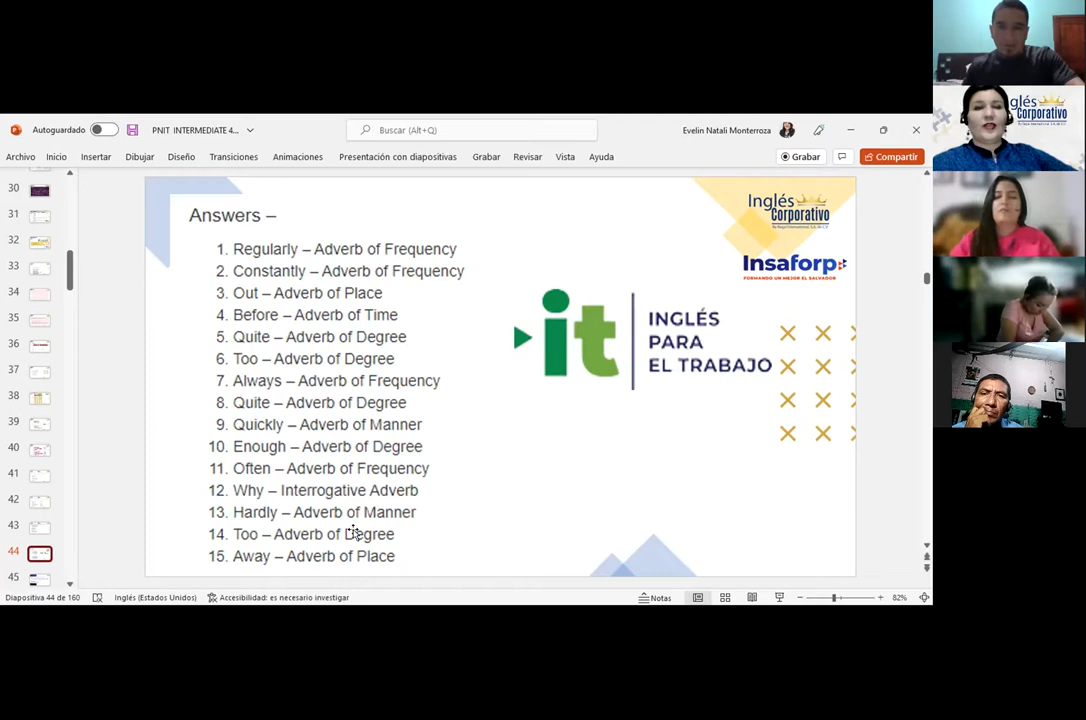 Autoguardado
PNIT INTERMEDIATE 4...
Buscar (Alt+Q)
Evelin Natali Monterroza
Archivo Inicio Insertar Dibujar Diseño Transiciones Animaciones Presentación con diapositivas Grabar Revisar Vista Ayuda
Grabar
Compartir
30
31
32
33
34
35
36
37
38
39
40
41
42
43
44
45
Answers –
1. Regularly – Adverb of Frequency
2. Constantly – Adverb of Frequency
3. Out – Adverb of Place
4. Before – Adverb of Time
5. Quite – Adverb of Degree
6. Too – Adverb of Degree
7. Always – Adverb of Frequency
8. Quite – Adverb of Degree
9. Quickly – Adverb of Manner
10. Enough – Adverb of Degree
11. Often – Adverb of Frequency
12. Why – Interrogative Adverb
13. Hardly – Adverb of Manner
14. Too – Adverb of Degree
15. Away – Adverb of Place
Inglés
Corporativo
Insaforp
FORMANDO UN MEJOR EL SALVADOR
it
INGLÉS
PARA
EL TRABAJO
Diapositiva 44 de 160
Inglés (Estados Unidos)
Accesibilidad: es necesario investigar
Notas
82%
glés
Corporativo